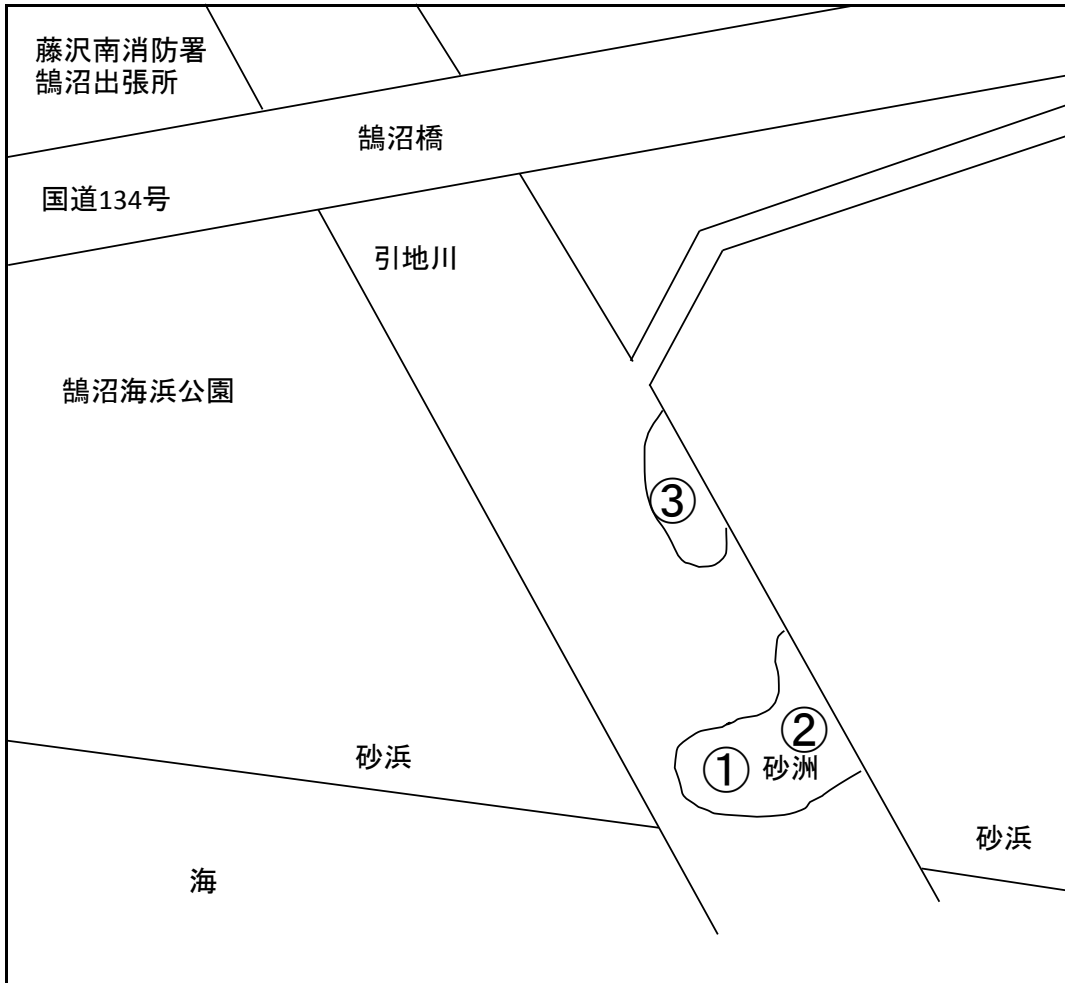 藤沢南消防署
鵠沼出張所
鵠沼橋
国道134号
引地川
鵠沼海浜公園
③
②
① 砂洲
砂浜
砂浜
海